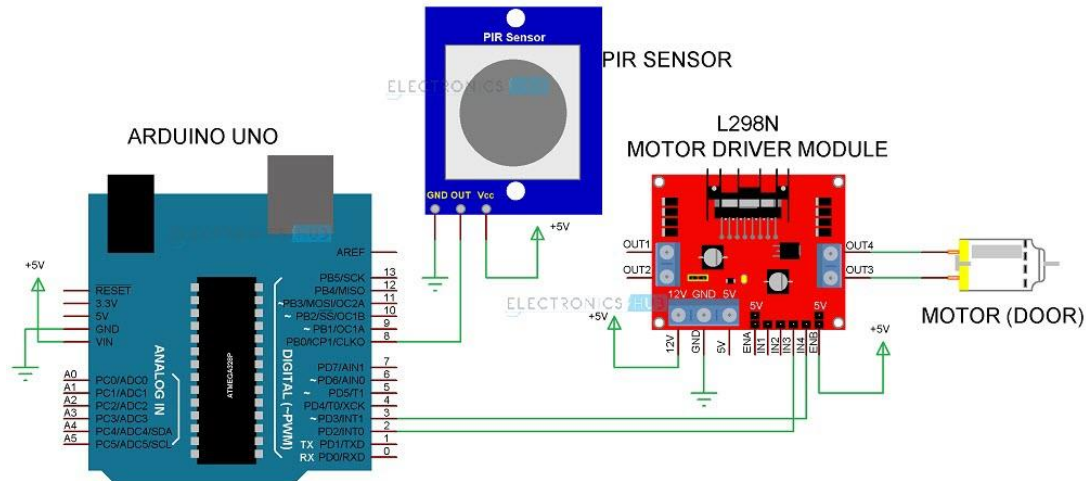 PIR Sensor
PIR SENSOR
ELECTRONICS HUB
GND OUT Vcc
+5V
ARDUINO UNO
ELECTRONICS HUB
+5V
RESET
3.3V
5V
GND
VIN
A0 PC0/ADC0
A1 PC1/ADC1
A2 PC2/ADC2
A3 PC3/ADC3
A4 PC4/ADC4/SDA
A5 PC5/ADC5/SCL
ANALOG IN
ATMEGA328P
DIGITAL (~PWM)
AREF
PB5/SCK 13
PB4/MISO 12
~PB3/MOSI/OC2A 11
~PB2/SS/OC1B 10
~PB1/OC1A 9
PB0/ICP1/CLKO 8
PD7/AIN1 7
~PD6/AIN0 6
~PD5/T1 5
PD4/T0/XCK 4
~PD3/INT1 3
PD2/INT0 2
TX PD1/TXD 1
RX PD0/RXD 0
L298N
MOTOR DRIVER MODULE
OUT1
OUT2
OUT4
OUT3
ELECTRONICS HUB
12V GND 5V
5V
5V
+5V
12V
GND
5V
ENA
IN1
IN2
IN3
IN4
ENB
+5V
MOTOR (DOOR)